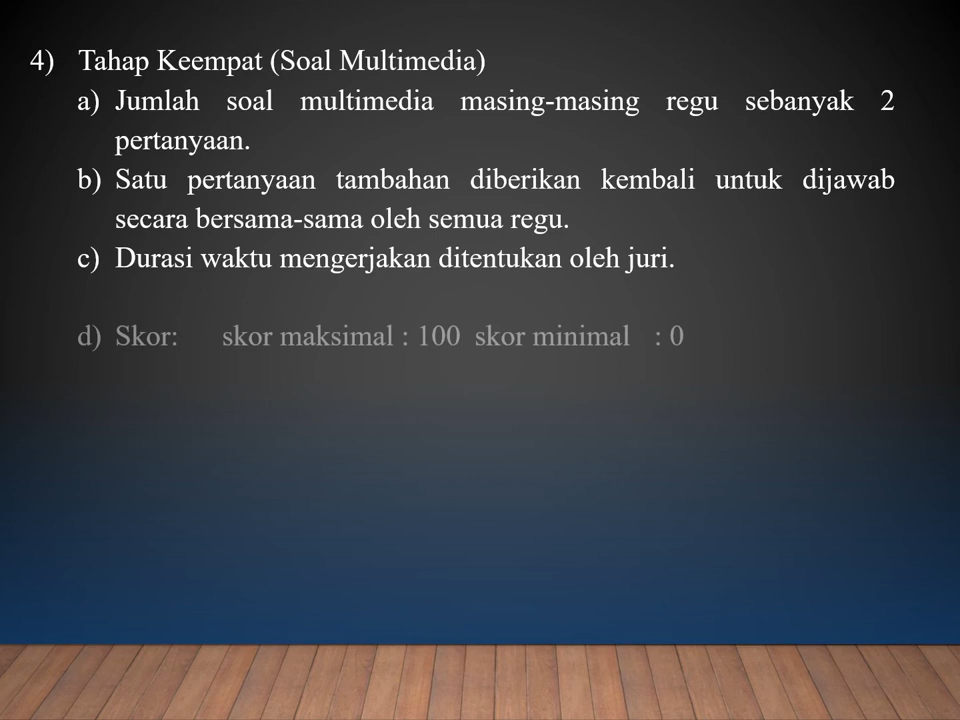 4) Tahap Keempat (Soal Multimedia)
a) Jumlah soal multimedia masing-masing regu sebanyak 2
pertanyaan.
b) Satu pertanyaan tambahan diberikan kembali untuk dijawab
secara bersama-sama oleh semua regu.
c) Durasi waktu mengerjakan ditentukan oleh juri.
d) Skor: skor maksimal : 100 skor minimal : 0